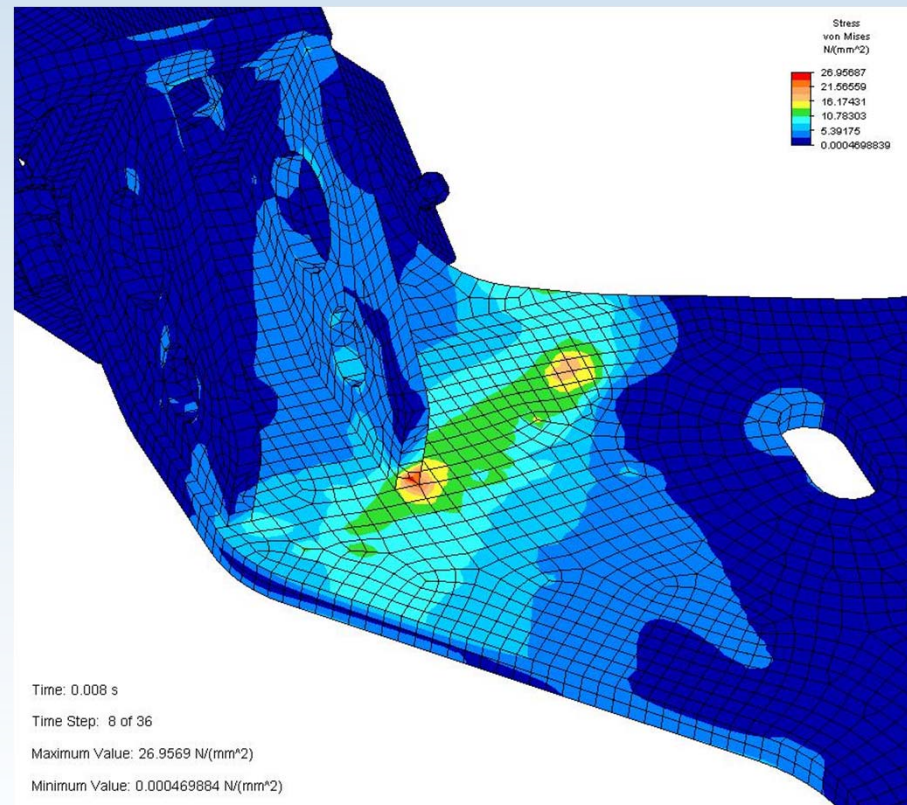 Stress
von Mises
N/(mm^2)
26.95687
21.56559
16.17431
10.78303
5.39175
0.0004698839
Time: 0.008 s
Time Step: 8 of 36
Maximum Value: 26.9569 N/(mm^2)
Minimum Value: 0.000469884 N/(mm^2)